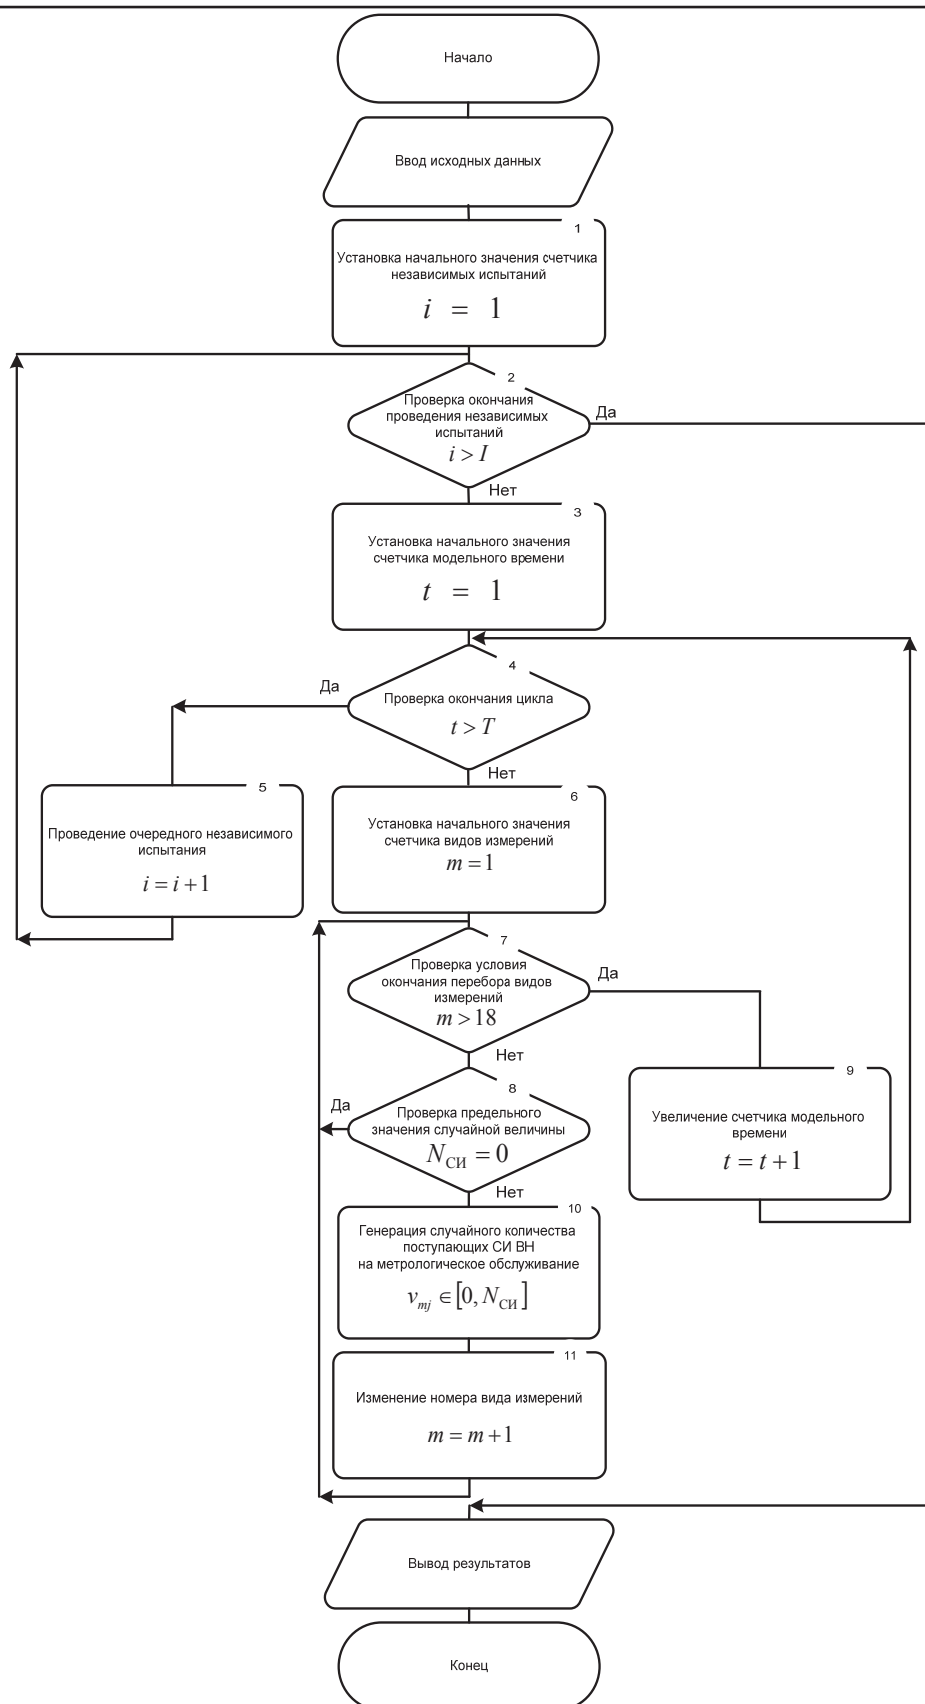 Начало
Ввод исходных данных
1
Установка начального значения счетчика
независимых испытаний
i = 1
2
Проверка окончания
проведения независимых
испытаний
i > I
Да
Нет
3
Установка начального значения
счетчика модельного времени
t = 1
4
Проверка окончания цикла
t > T
Да
Нет
5
Проведение очередного независимого
испытания
i = i + 1
6
Установка начального значения
счетчика видов измерений
m = 1
7
Проверка условия
окончания перебора видов
измерений
m > 18
Да
Нет
8
Проверка предельного
значения случайной величины
N_СИ = 0
Да
Нет
9
Увеличение счетчика модельного
времени
t = t + 1
10
Генерация случайного количества
поступающих СИ ВН
на метрологическое обслуживание
v_mj ∈ [0, N_СИ]
11
Изменение номера вида измерений
m = m + 1
Вывод результатов
Конец